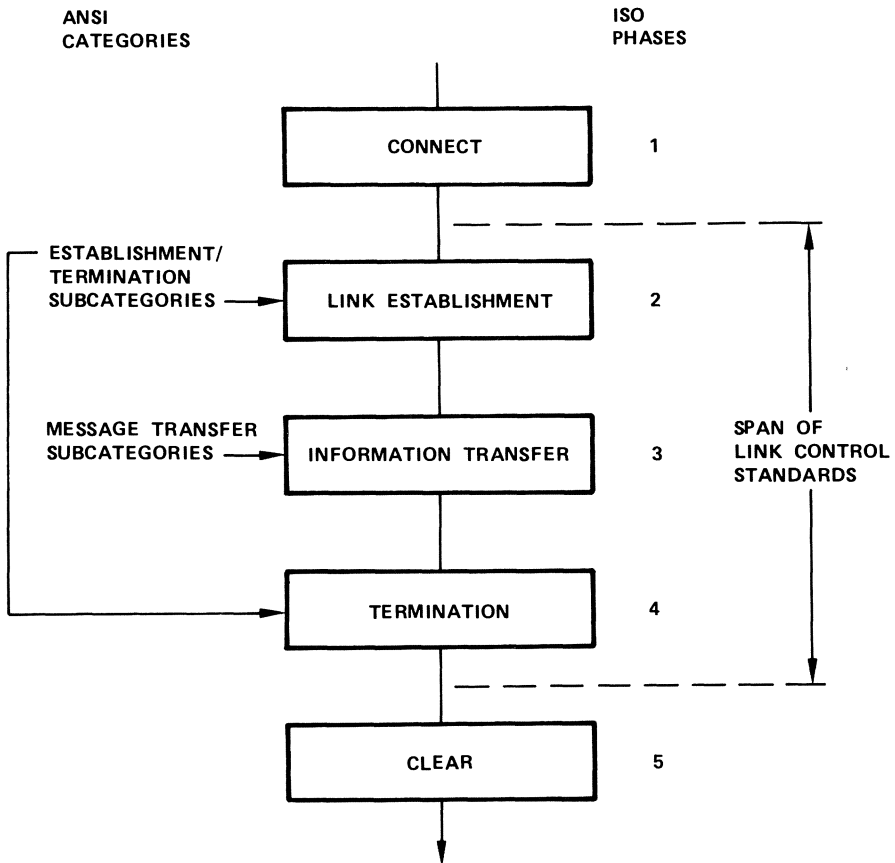 ANSI
CATEGORIES
ISO
PHASES
CONNECT
1
ESTABLISHMENT/
TERMINATION
SUBCATEGORIES
LINK ESTABLISHMENT
2
MESSAGE TRANSFER
SUBCATEGORIES
INFORMATION TRANSFER
3
SPAN OF
LINK CONTROL
STANDARDS
TERMINATION
4
CLEAR
5